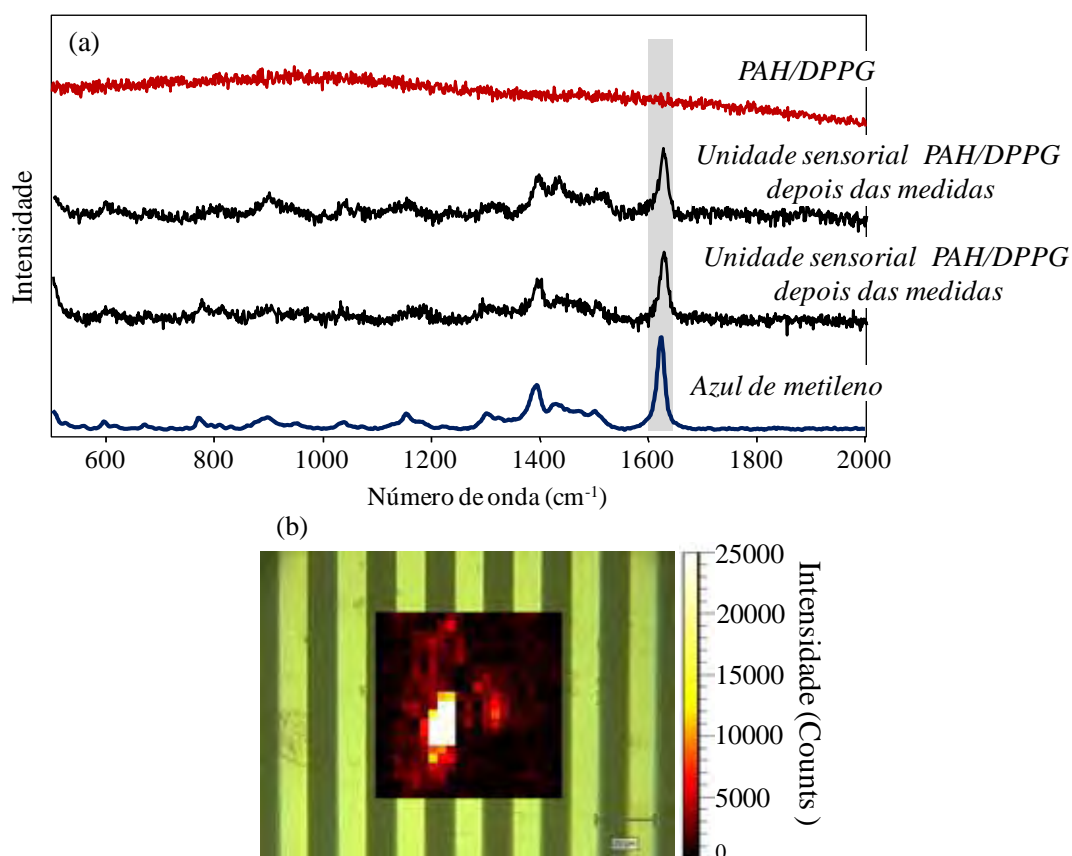 (a)
PAH/DPPG
Unidade sensorial PAH/DPPG
depois das medidas
Unidade sensorial PAH/DPPG
depois das medidas
Azul de metileno
Intensidade
600 800 1000 1200 1400 1600 1800 2000
Número de onda (cm⁻¹)
(b)
25000
20000
15000
10000
5000
0
Intensidade (Counts)